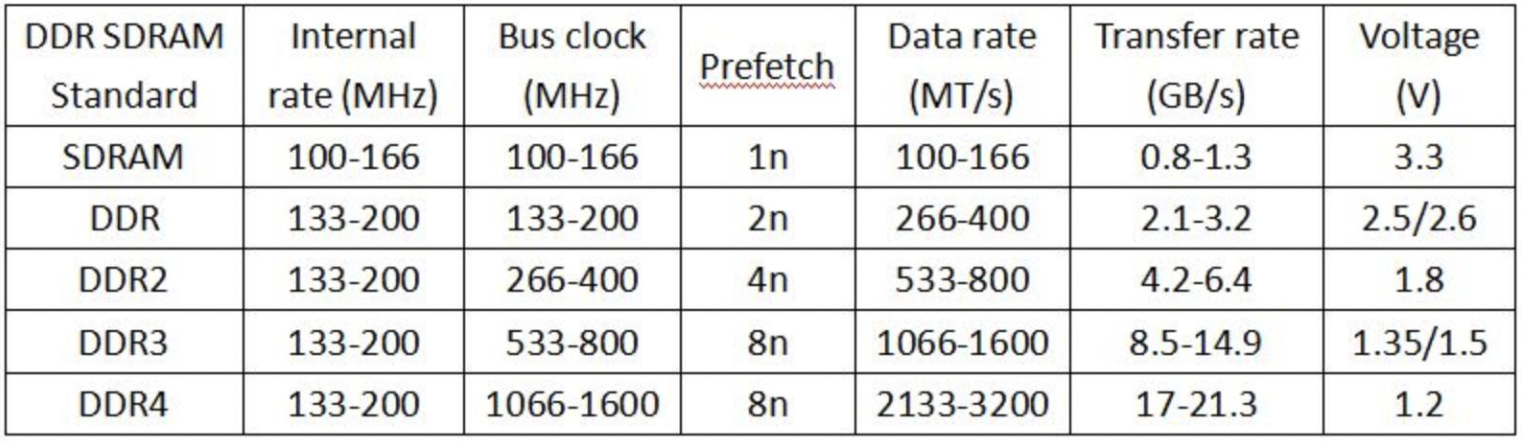 DDR SDRAM Standard Internal rate (MHz) Bus clock (MHz) Prefetch Data rate (MT/s) Transfer rate (GB/s) Voltage (V)
SDRAM 100-166 100-166 1n 100-166 0.8-1.3 3.3
DDR 133-200 133-200 2n 266-400 2.1-3.2 2.5/2.6
DDR2 133-200 266-400 4n 533-800 4.2-6.4 1.8
DDR3 133-200 533-800 8n 1066-1600 8.5-14.9 1.35/1.5
DDR4 133-200 1066-1600 8n 2133-3200 17-21.3 1.2